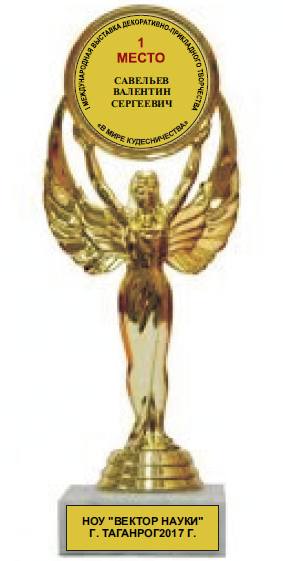 I МЕЖДУНАРОДНАЯ ВЫСТАВКА ДЕКОРАТИВНО-ПРИКЛАДНОГО ТВОРЧЕСТВА
1
МЕСТО
САВЕЛЬЕВ
ВАЛЕНТИН
СЕРГЕЕВИЧ
«В МИРЕ КУДЕСНИЧЕСТВА»
НОУ "ВЕКТОР НАУКИ"
Г. ТАГАНРОГ2017 Г.